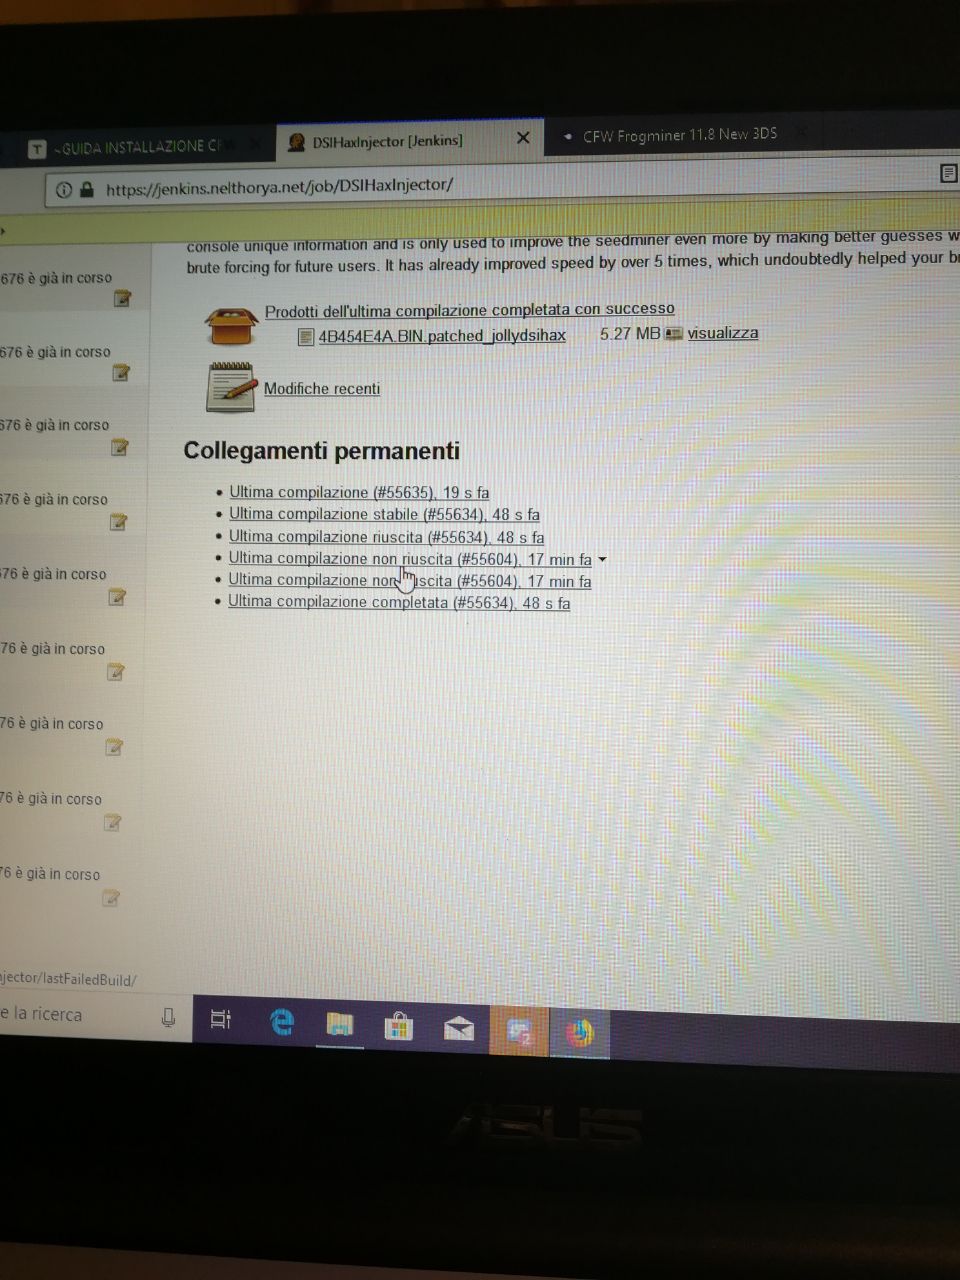 T ~GUIDA INSTALLAZIONE CFW
DSIHaxInjector [Jenkins]
CFW Frogminer 11.8 New 3DS
https://jenkins.nelthorya.net/job/DSIHaxInjector/
console unique information and is only used to improve the seedminer even more by making better guesses w
brute forcing for future users. It has already improved speed by over 5 times, which undoubtedly helped your br
676 è già in corso
676 è già in corso
676 è già in corso
676 è già in corso
676 è già in corso
76 è già in corso
76 è già in corso
76 è già in corso
76 è già in corso
Prodotti dell'ultima compilazione completata con successo
4B454E4A.BIN.patched_jollydsihax 5.27 MB visualizza
Modifiche recenti
Collegamenti permanenti
Ultima compilazione (#55635), 19 s fa
Ultima compilazione stabile (#55634), 48 s fa
Ultima compilazione riuscita (#55634), 48 s fa
Ultima compilazione non riuscita (#55604), 17 min fa
Ultima compilazione non riuscita (#55604), 17 min fa
Ultima compilazione completata (#55634), 48 s fa
njector/lastFailedBuild/
e la ricerca
2
ASUS